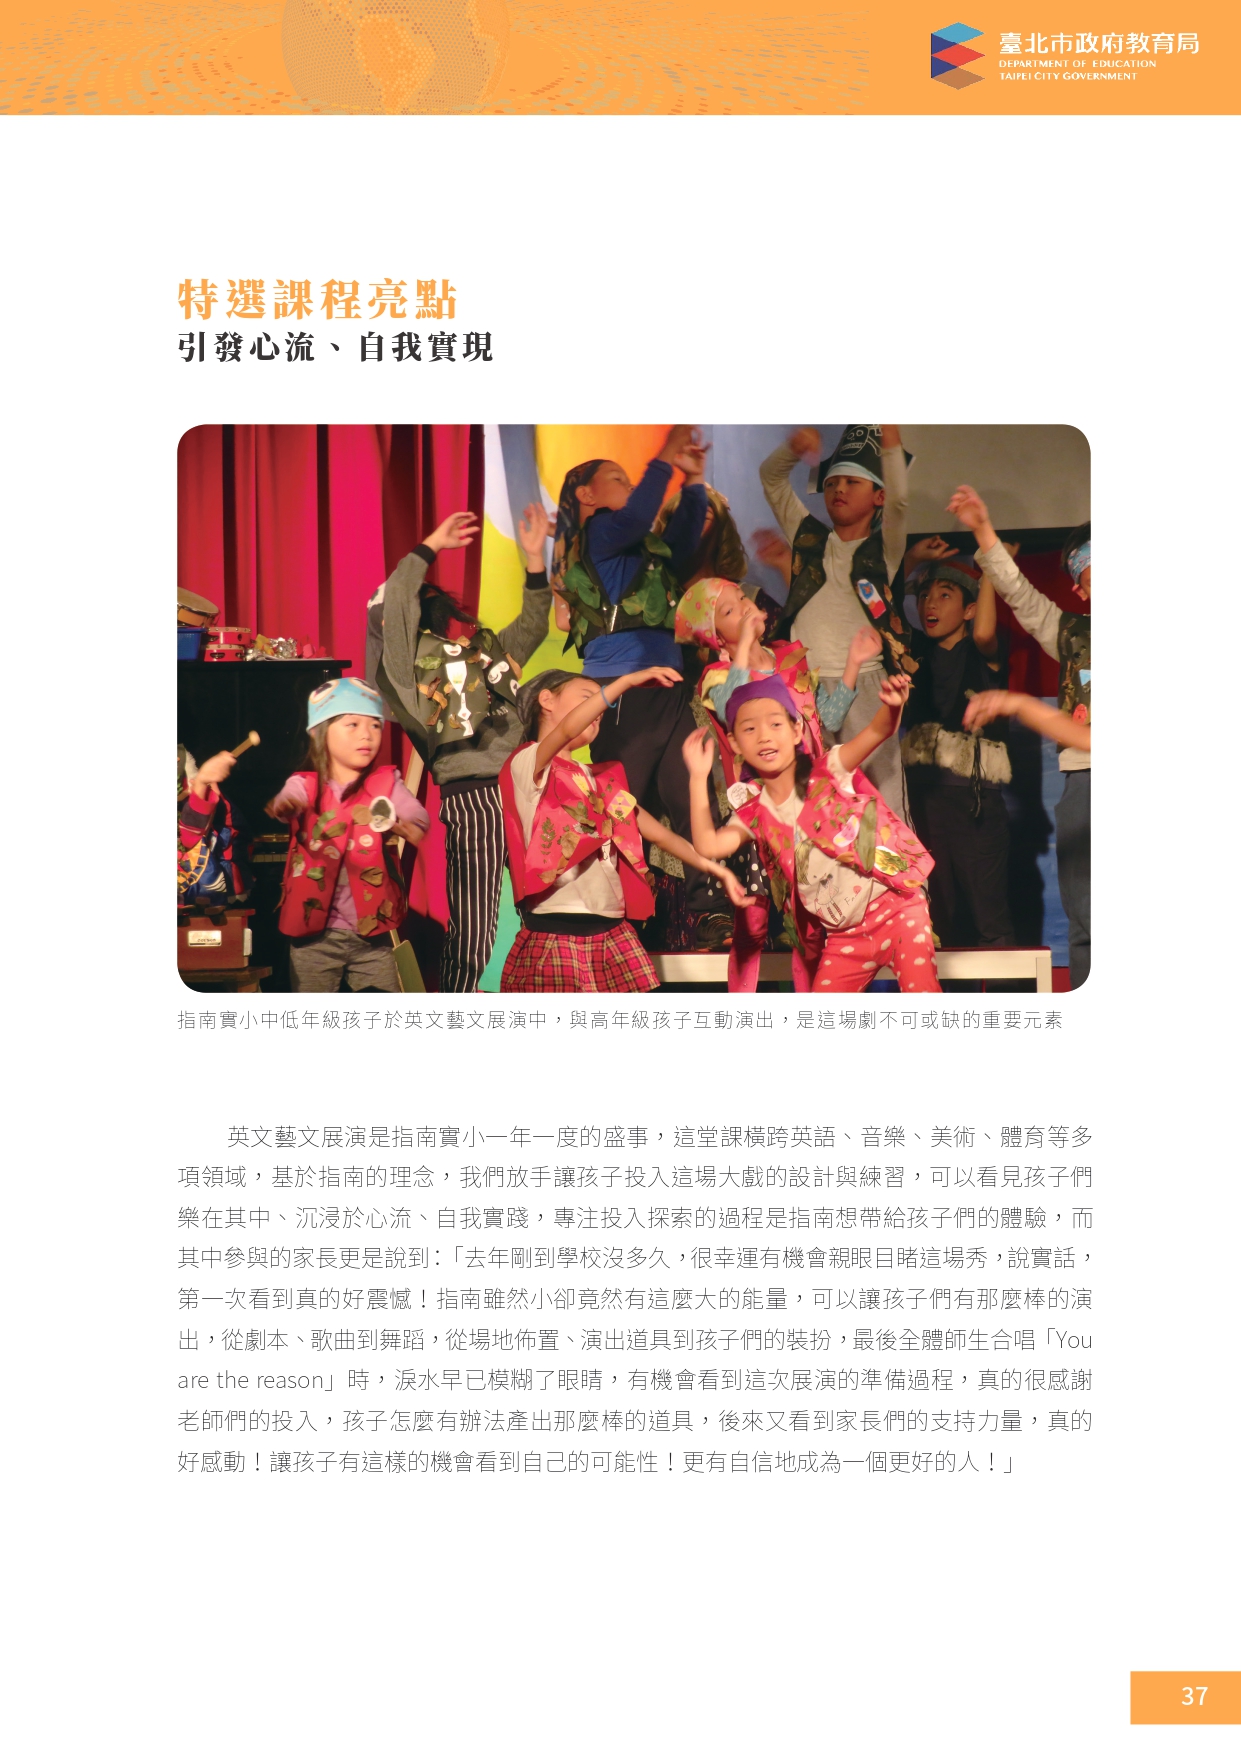 臺北市政府教育局
DEPARTMENT OF EDUCATION
TAIPEI CITY GOVERNMENT
特選課程亮點
引發心流、自我實現
指南實小中低年級孩子於英文藝文展演中，與高年級孩子互動演出，是這場劇不可或缺的重要元素
英文藝文展演是指南實小一年一度的盛事，這堂課橫跨英語、音樂、美術、體育等多
項領域，基於指南的理念，我們放手讓孩子投入這場大戲的設計與練習，可以看見孩子們
樂在其中、沉浸於心流、自我實踐，專注投入探索的過程是指南想帶給孩子們的體驗，而
其中參與的家長更是說到：「去年剛到學校沒多久，很幸運有機會親眼目睹這場秀，說實話，
第一次看到真的好震憾！指南雖然小卻竟然有這麼大的能量，可以讓孩子們有那麼棒的演
出，從劇本、歌曲到舞蹈，從場地佈置、演出道具到孩子們的裝扮，最後全體師生合唱「You
are the reason」時，淚水早已模糊了眼睛，有機會看到這次展演的準備過程，真的很感謝
老師們的投入，孩子怎麼有辦法產出那麼棒的道具，後來又看到家長們的支持力量，真的
好感動！讓孩子有這樣的機會看到自己的可能性！更有自信地成為一個更好的人！」
37